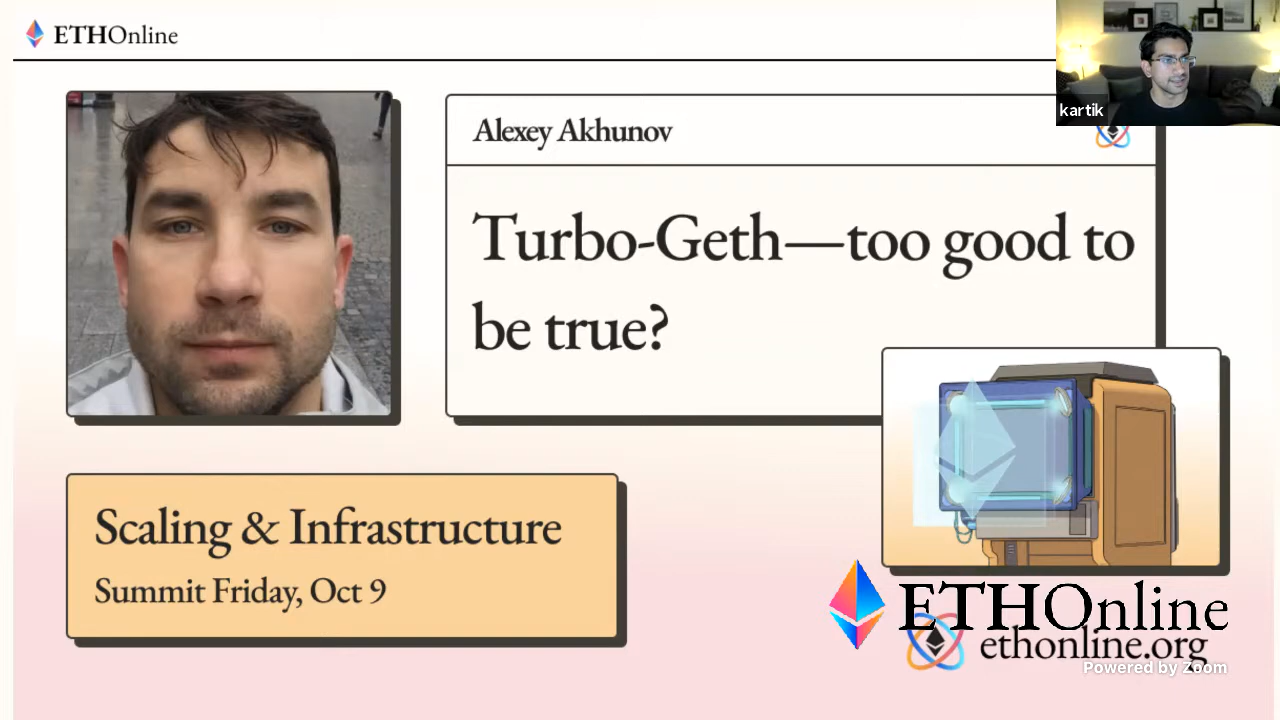 ETHOnline
kartik
Alexey Akhunov
Turbo-Geth—too good to
be true?
Scaling & Infrastructure
Summit Friday, Oct 9
ETHOnline
ethonline.org
Powered by Zoom